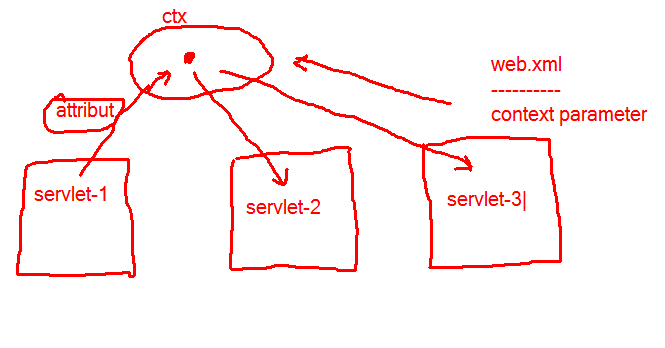 ctx
web.xml
----------
context parameter
attribut
servlet-1
servlet-2
servlet-3|